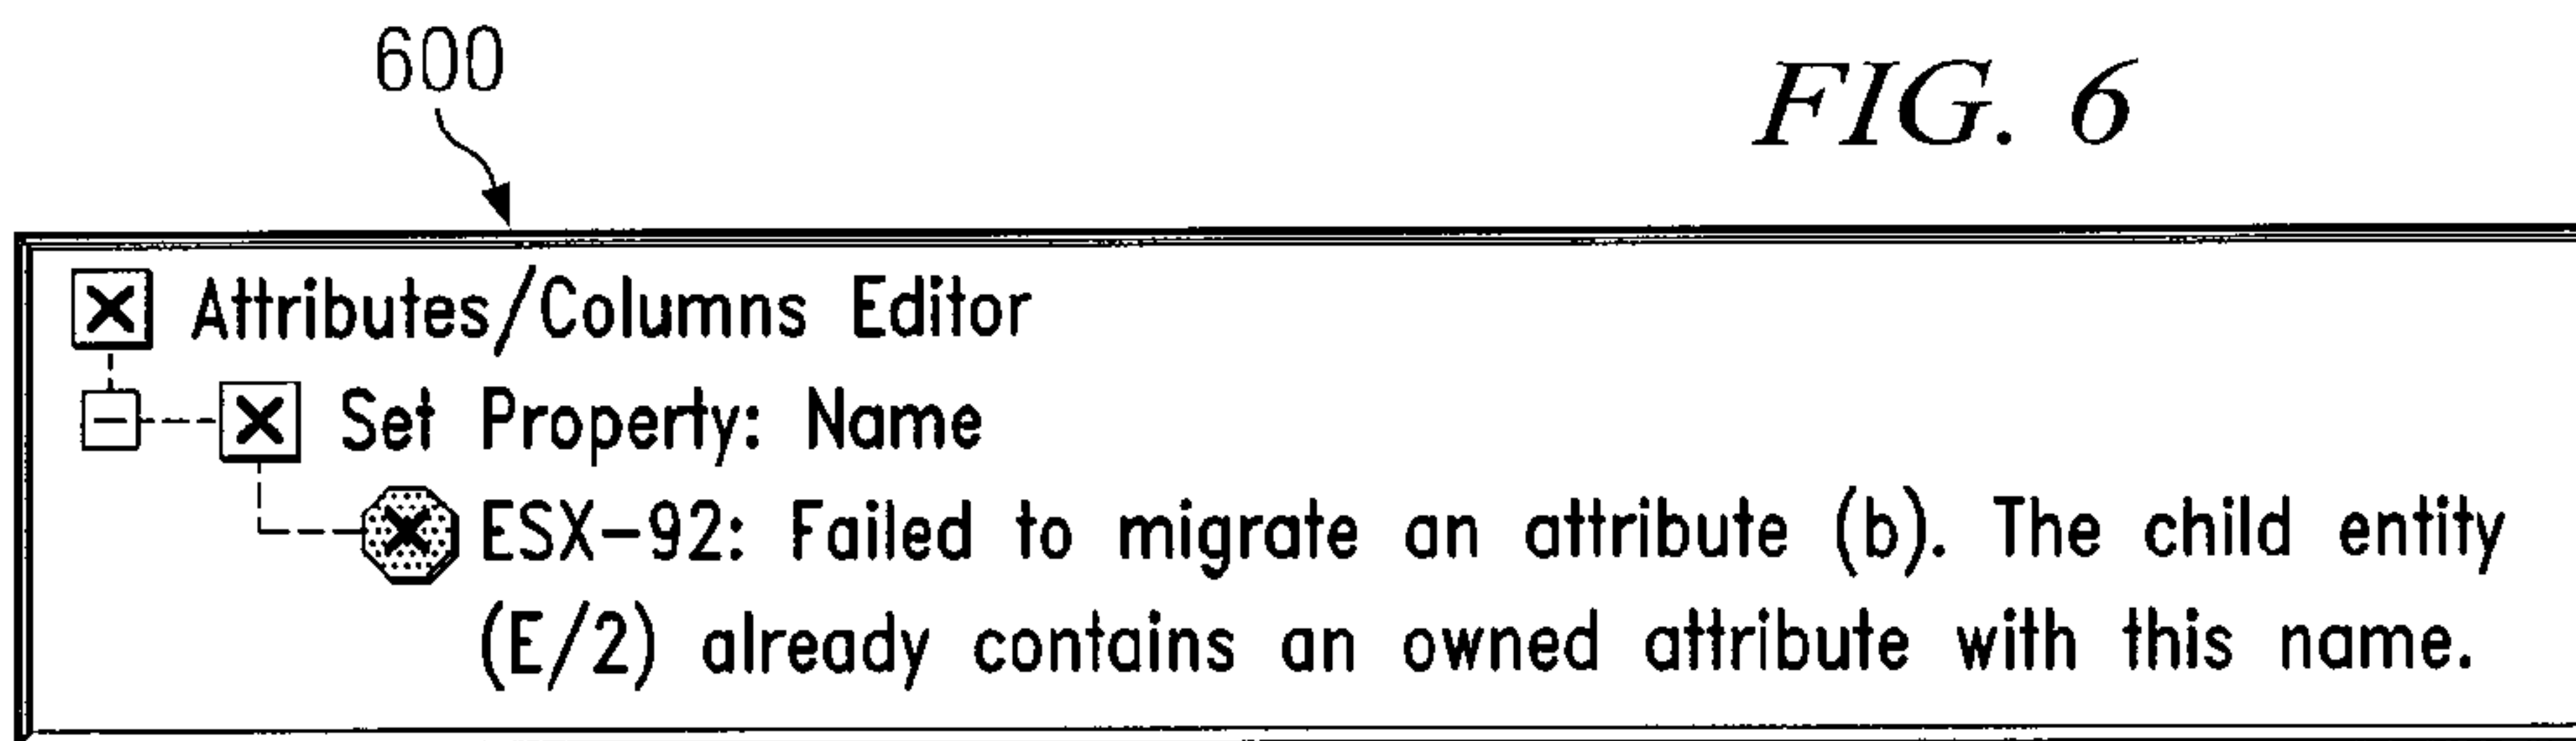 600
FIG. 6
Attributes/Columns Editor
Set Property: Name
ESX-92: Failed to migrate an attribute (b). The child entity
(E/2) already contains an owned attribute with this name.